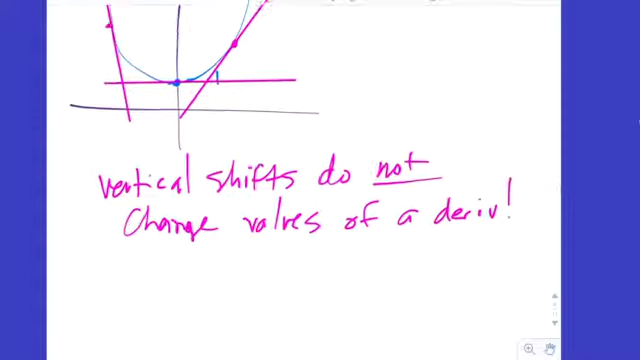 vertical shifts do not
change values of a deriv!